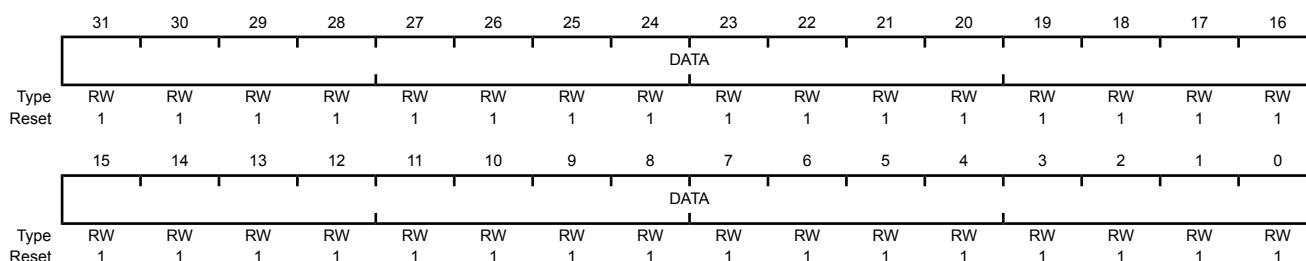 31 30 29 28 27 26 25 24 23 22 21 20 19 18 17 16
DATA
Type RW RW RW RW RW RW RW RW RW RW RW RW RW RW RW RW
Reset 1 1 1 1 1 1 1 1 1 1 1 1 1 1 1 1
15 14 13 12 11 10 9 8 7 6 5 4 3 2 1 0
DATA
Type RW RW RW RW RW RW RW RW RW RW RW RW RW RW RW RW
Reset 1 1 1 1 1 1 1 1 1 1 1 1 1 1 1 1